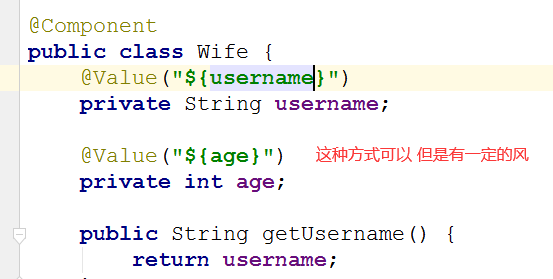 @Component
public class Wife {
@Value("${username}")
private String username;
@Value("${age}") 这种方式可以 但是有一定的风
private int age;
public String getUsername() {
return username;